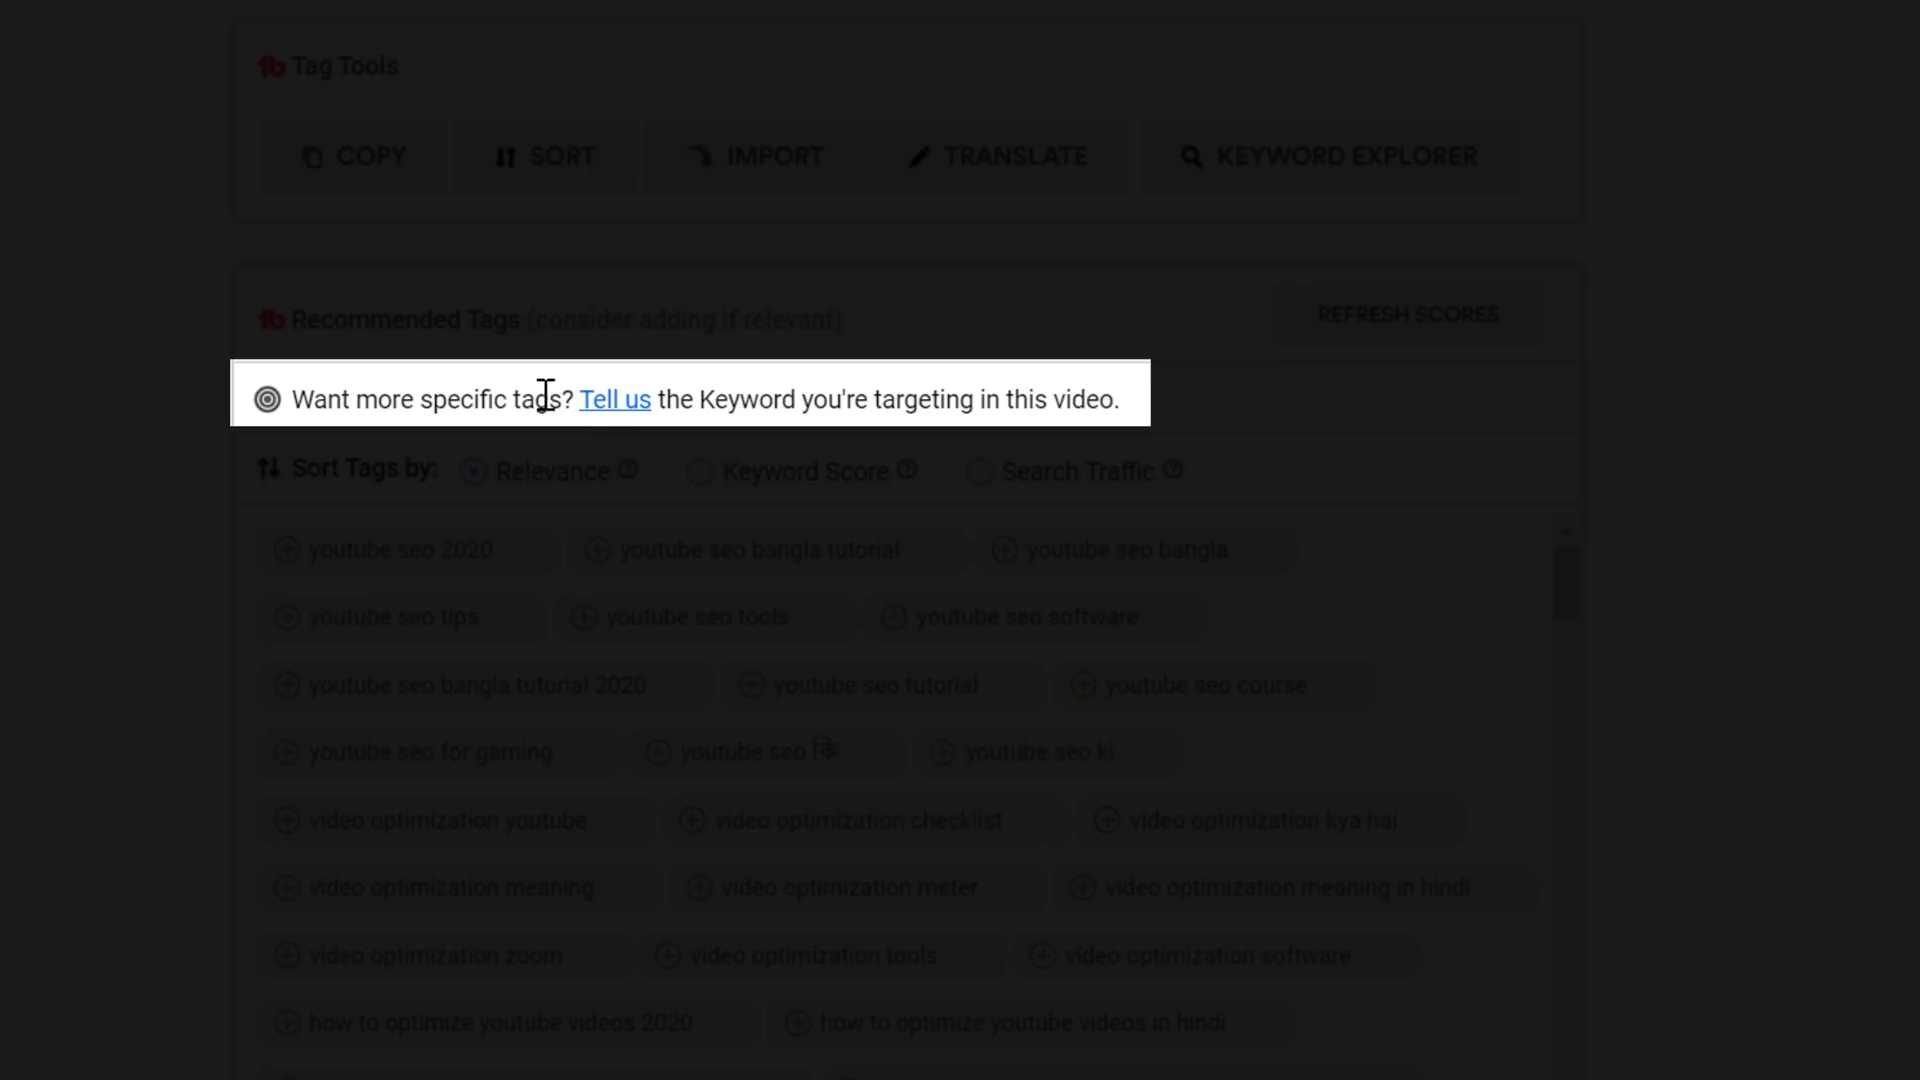 Tag Tools
COPY SORT IMPORT TRANSLATE KEYWORD EXPLORER
Recommended Tags (consider adding if relevant) REFRESH SCORES
Want more specific tags? Tell us the Keyword you're targeting in this video.
Sort Tags by: Relevance Keyword Score Search Traffic
youtube seo 2020 youtube seo bangla tutorial youtube seo bangla
youtube seo tips youtube seo tools youtube seo software
youtube seo bangla tutorial 2020 youtube seo tutorial youtube seo course
youtube seo for gaming youtube seo কি youtube seo ki
video optimization youtube video optimization checklist video optimization kya hai
video optimization meaning video optimization meter video optimization meaning in hindi
video optimization zoom video optimization tools video optimization software
how to optimize youtube videos 2020 how to optimize youtube videos in hindi